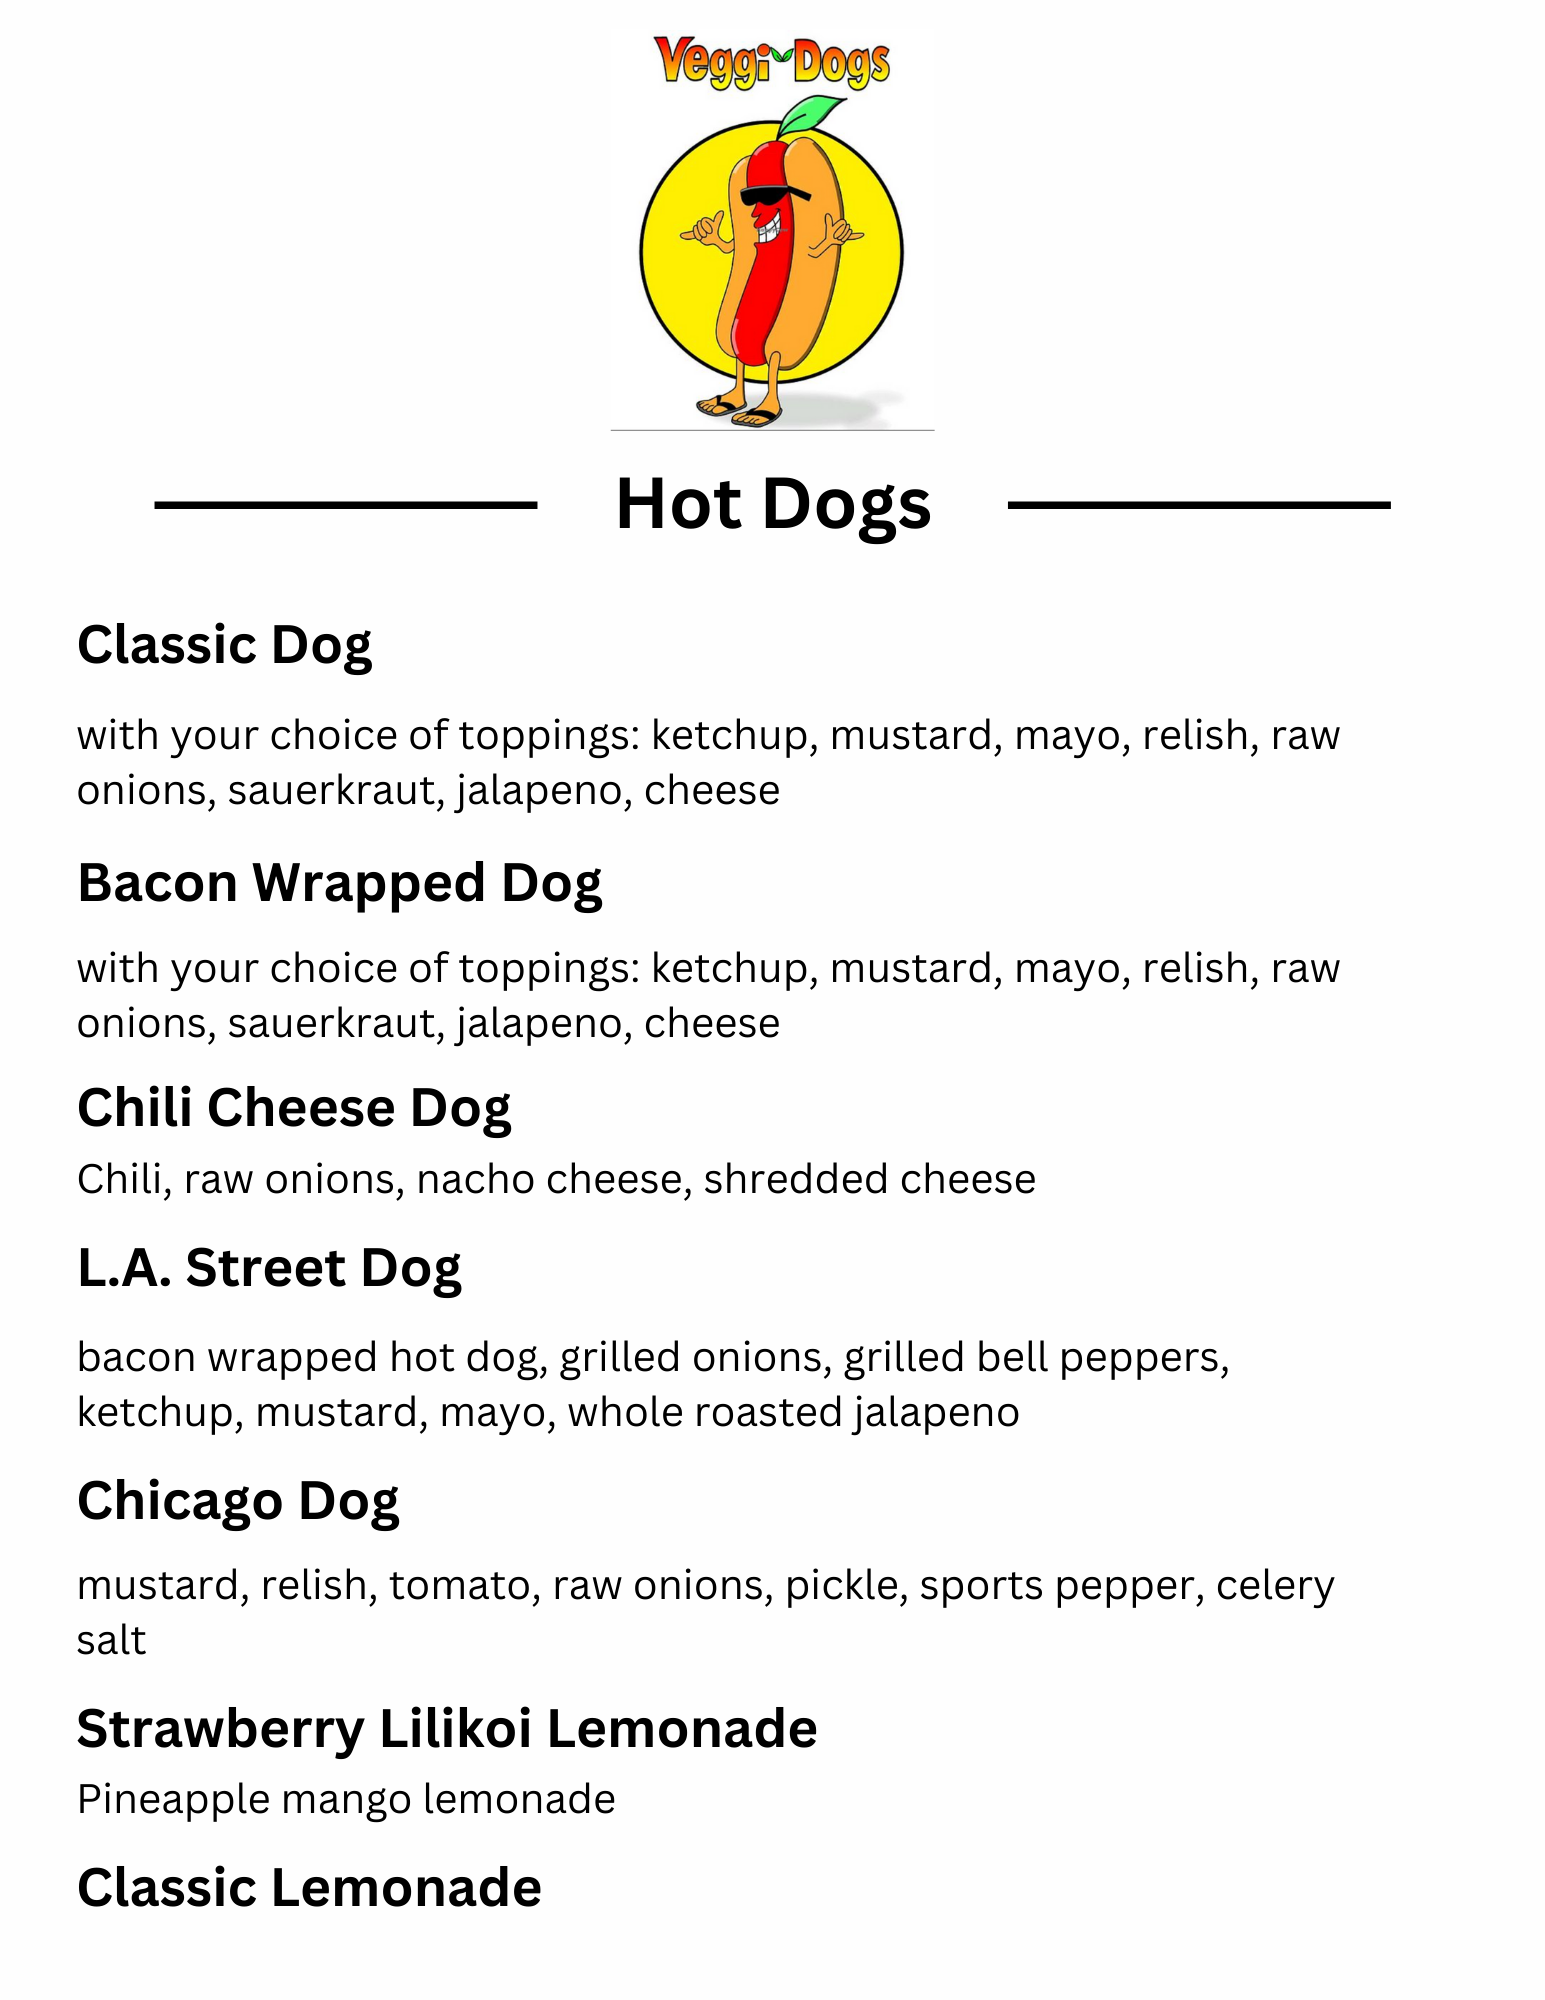 Veggi Dogs
Hot Dogs
Classic Dog
with your choice of toppings: ketchup, mustard, mayo, relish, raw
onions, sauerkraut, jalapeno, cheese
Bacon Wrapped Dog
with your choice of toppings: ketchup, mustard, mayo, relish, raw
onions, sauerkraut, jalapeno, cheese
Chili Cheese Dog
Chili, raw onions, nacho cheese, shredded cheese
L.A. Street Dog
bacon wrapped hot dog, grilled onions, grilled bell peppers,
ketchup, mustard, mayo, whole roasted jalapeno
Chicago Dog
mustard, relish, tomato, raw onions, pickle, sports pepper, celery
salt
Strawberry Lilikoi Lemonade
Pineapple mango lemonade
Classic Lemonade